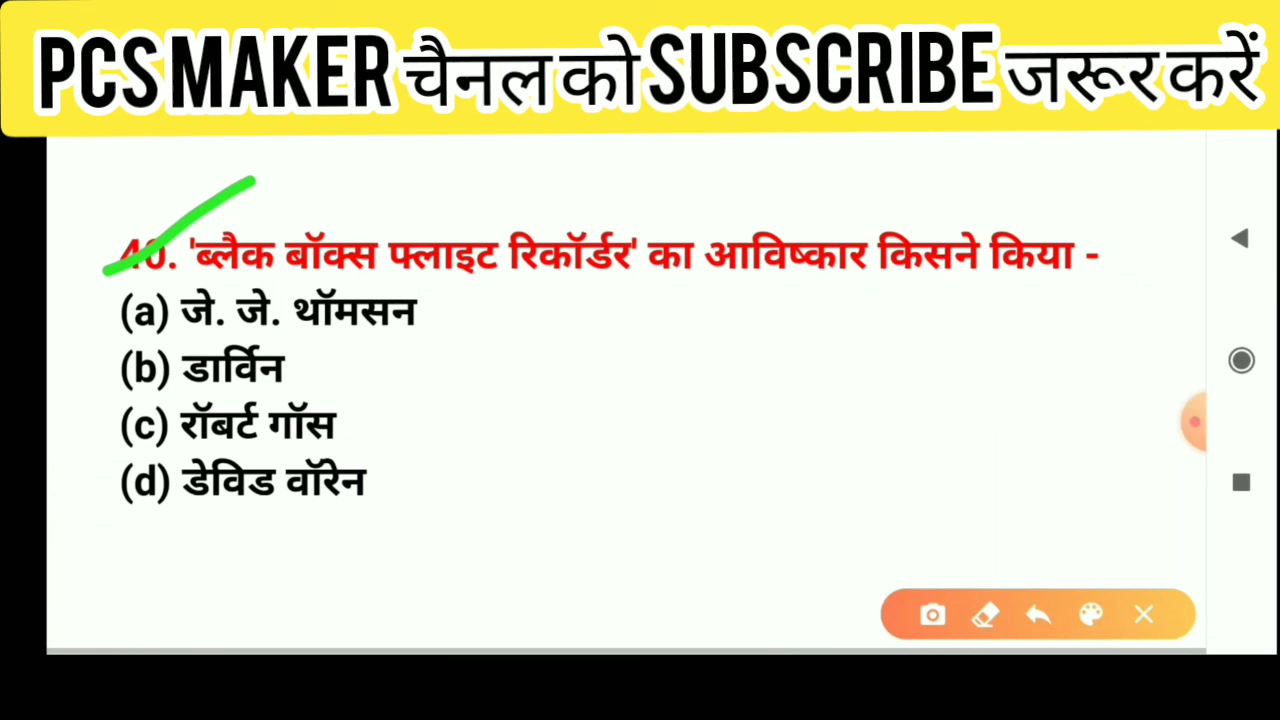 PCS MAKER चैनल को SUBSCRIBE जरूर करें
40. 'ब्लैक बॉक्स फ्लाइट रिकॉर्डर' का आविष्कार किसने किया -
(a) जे. जे. थॉमसन
(b) डार्विन
(c) रॉबर्ट गॉस
(d) डेविड वॉरेन